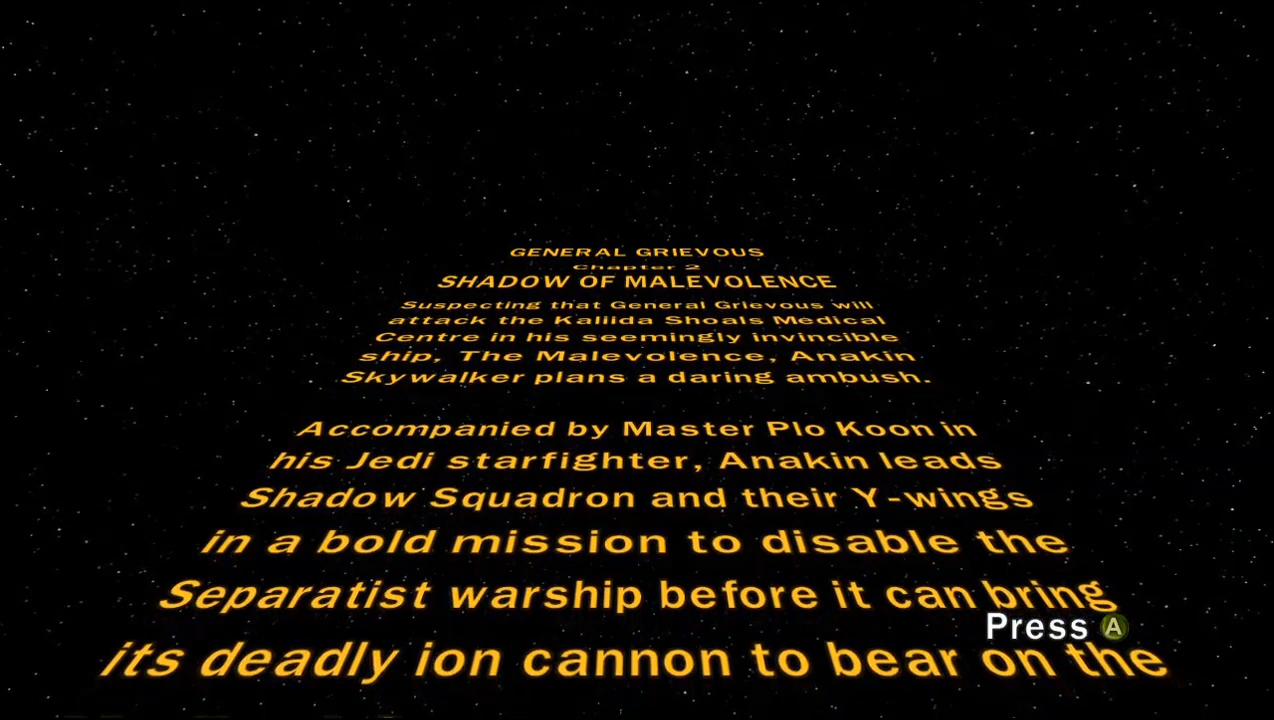 GENERAL GRIEVOUS
Chapter 2
SHADOW OF MALEVOLENCE
Suspecting that General Grievous will
attack the Kaliida Shoals Medical
Centre in his seemingly invincible
ship, The Malevolence, Anakin
Skywalker plans a daring ambush.
Accompanied by Master Plo Koon in
his Jedi starfighter, Anakin leads
Shadow Squadron and their Y-wings
in a bold mission to disable the
Separatist warship before it can bring
Press A
its deadly ion cannon to bear on the